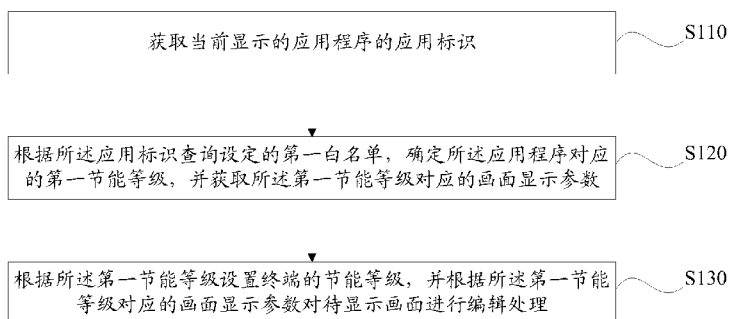 获取当前显示的应用程序的应用标识
S110
根据所述应用标识查询设定的第一白名单，确定所述应用程序对应
的第一节能等级，并获取所述第一节能等级对应的画面显示参数
S120
根据所述第一节能等级设置终端的节能等级，并根据所述第一节能
等级对应的画面显示参数对待显示画面进行编辑处理
S130